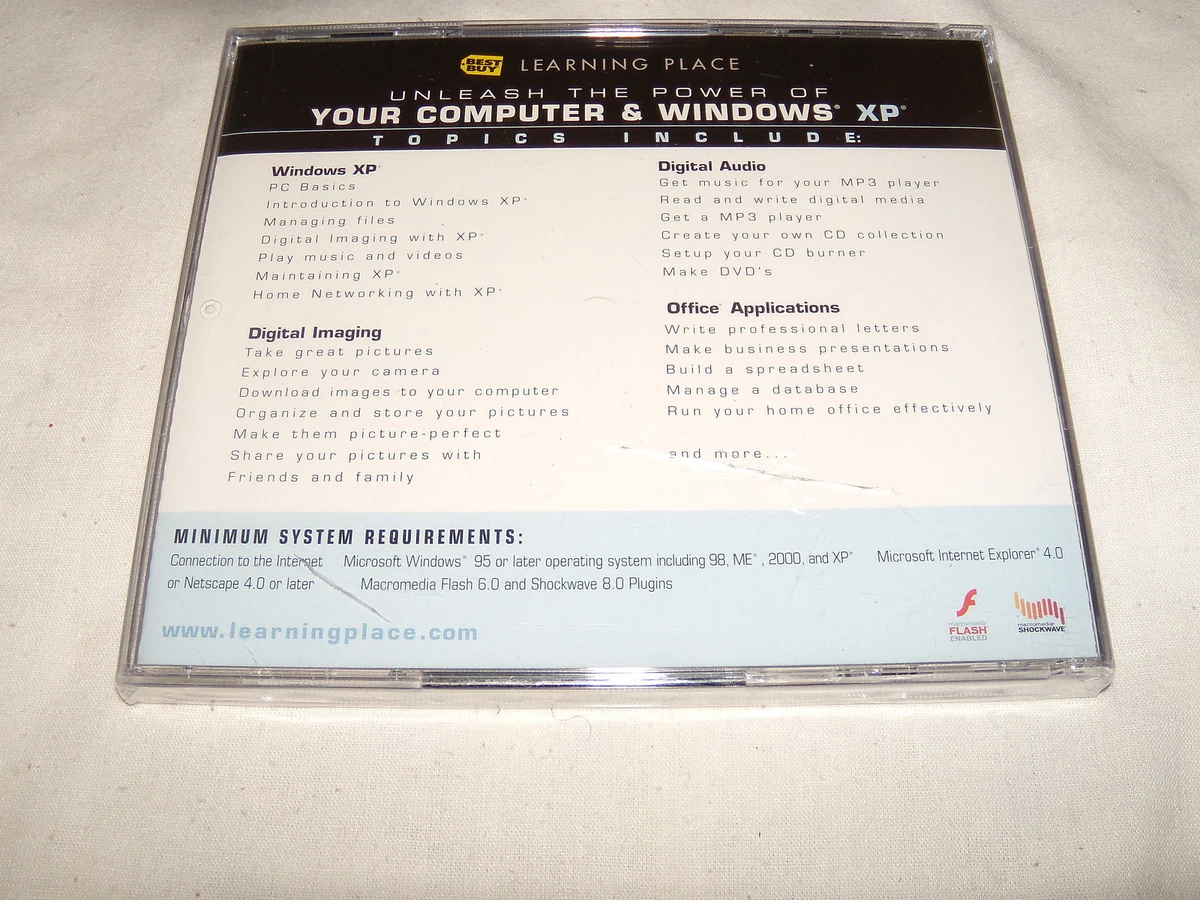 BEST BUY LEARNING PLACE
UNLEASH THE POWER OF
YOUR COMPUTER & WINDOWS® XP®
TOPICS INCLUDE:
Windows XP®
PC Basics
Introduction to Windows XP®
Managing files
Digital Imaging with XP®
Play music and videos
Maintaining XP®
Home Networking with XP®
Digital Imaging
Take great pictures
Explore your camera
Download images to your computer
Organize and store your pictures
Make them picture-perfect
Share your pictures with
Friends and family
Digital Audio
Get music for your MP3 player
Read and write digital media
Get a MP3 player
Create your own CD collection
Setup your CD burner
Make DVD's
Office® Applications
Write professional letters
Make business presentations
Build a spreadsheet
Manage a database
Run your home office effectively
and more...
MINIMUM SYSTEM REQUIREMENTS:
Connection to the Internet Microsoft Windows® 95 or later operating system including 98, ME®, 2000, and XP® Microsoft Internet Explorer® 4.0
or Netscape 4.0 or later Macromedia Flash 6.0 and Shockwave 8.0 Plugins
www.learningplace.com
macromedia
FLASH
ENABLED
macromedia
SHOCKWAVE